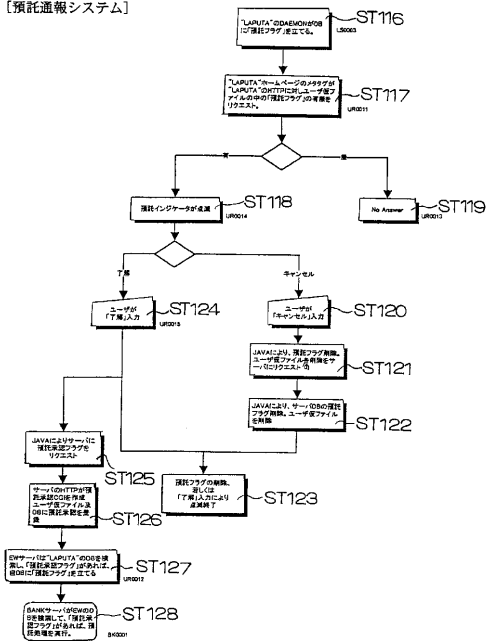 [預託通報システム]
"LAPUTA"のDAEMONがDB
に「預託フラグ」を立てる。
ST116
LS0003
"LAPUTA"ホームページのメタタグが
"LAPUTA"のHTTPに対しユーザ仮フ
ァイルの中の「預託フラグ」の有無を
リクエスト。
ST117
UR0011
有
無
預託インジケータが点滅
ST118
UR0014
No Answer
ST119
UR0013
了解
キャンセル
ユーザが
「了解」入力
ST124
UR0015
ユーザが
「キャンセル」入力
ST120
JAVAにより、預託フラグ削除。
ユーザ仮ファイルを削除をサ
ーバにリクエスト
ST121
JAVAにより、サーバDBの預託
フラグ削除。ユーザ仮ファイル
を削除
ST122
JAVAによりサーバに
預託承認フラグを
リクエスト
ST125
預託フラグの削除、
若しくは
「了解」入力により
点滅終了
ST123
サーバのHTTPが預
託承認CGIを作成
ユーザ仮ファイル及
DBに預託承認を登
録
ST126
EWサーバは"LAPUTA"のDBを検
索し、「預託承認フラグ」があれば、
自DBに「預託フラグ」を立てる
ST127
UR0012
BANKサーバがEWのD
Bを検索して、「預託承
認フラグ」があれば、預
託処理を実行。
ST128
BK0001